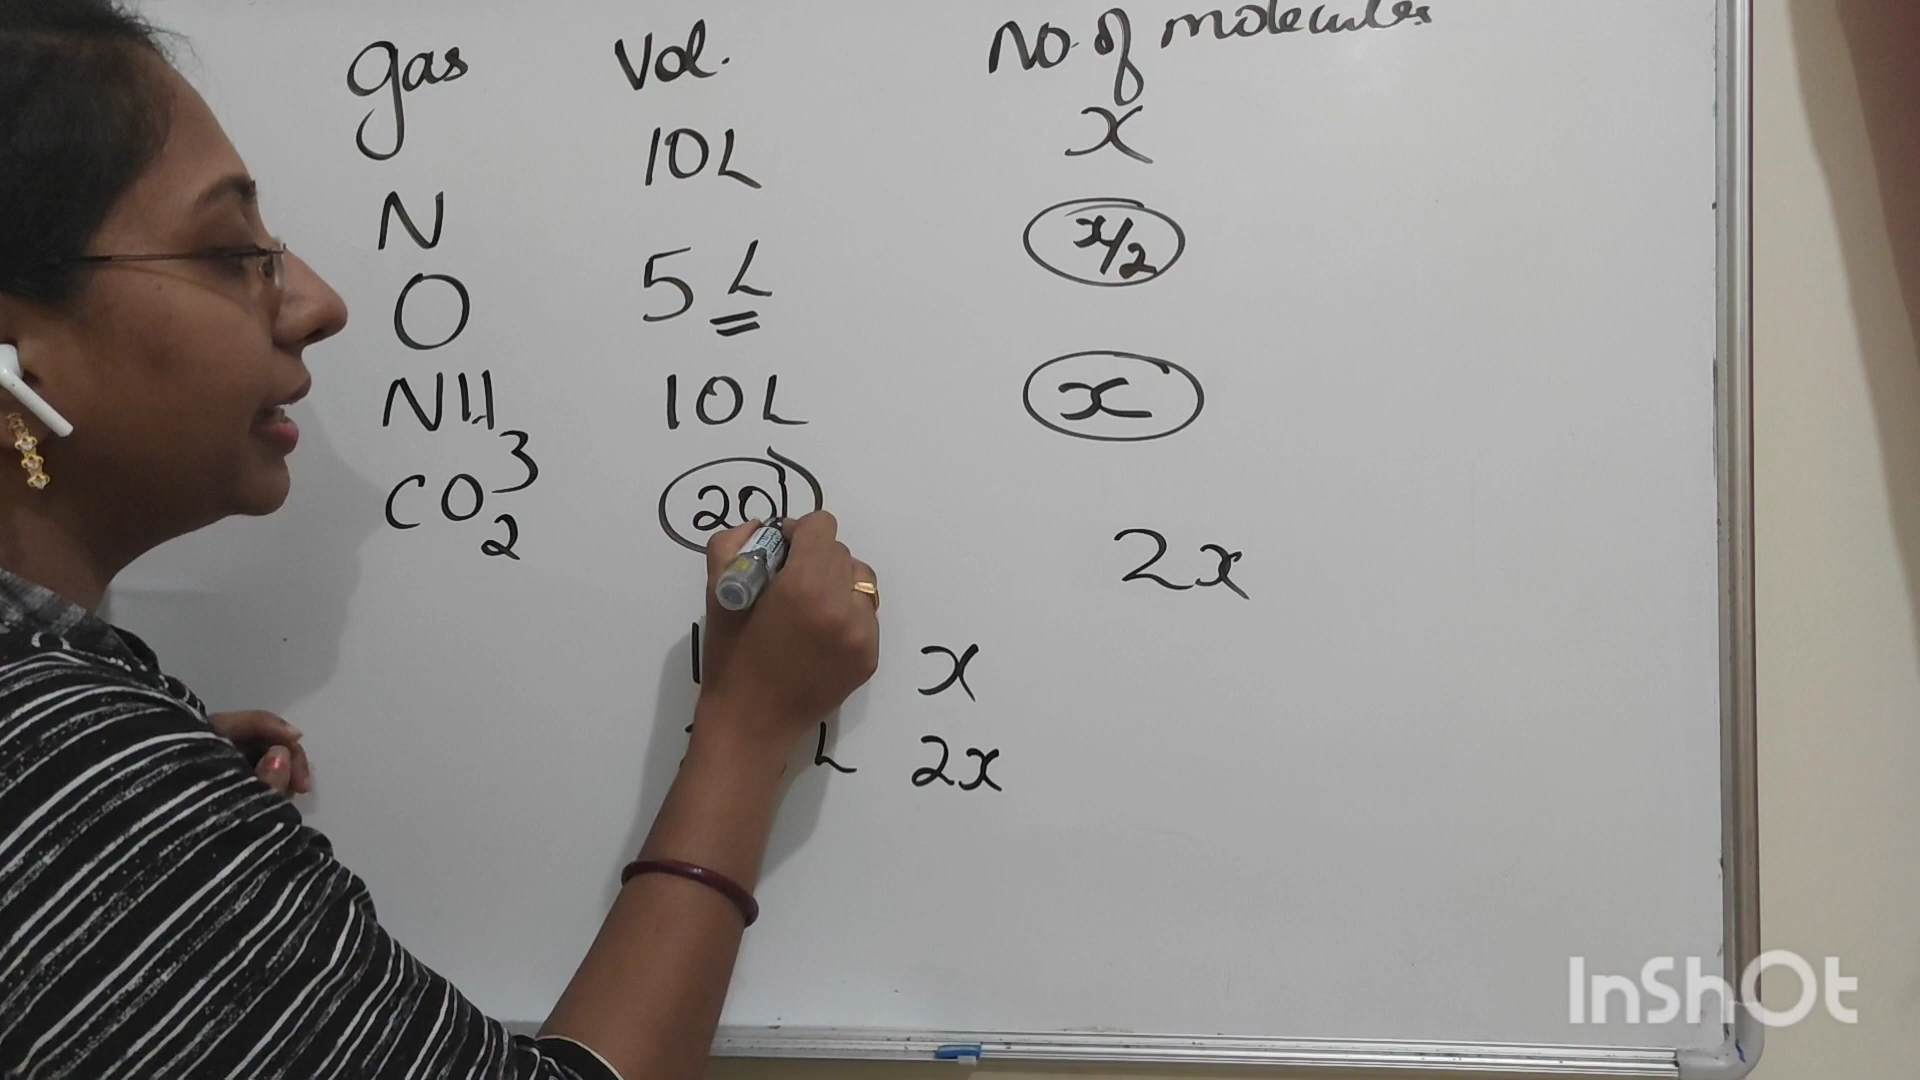 gas Vol. No. of molecules
N 10L x
O 5L x/2
NH3 10L x
CO2 20 2x
x
L 2x
InShOt